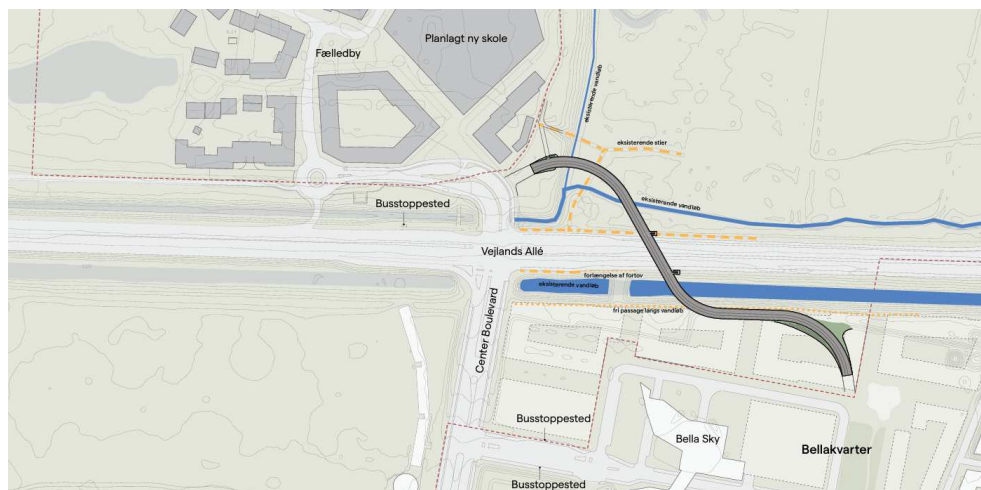 Planlagt ny skole
Fælledby
eksisterende vandløb
eksisterende stier
Busstoppested
eksisterende vandløb
Vejlands Allé
forlængelse af fortov
eksisterende vandløb
fri passage langs vandløb
Center Boulevard
Busstoppested
Bella Sky
Bellakvarter
Busstoppested